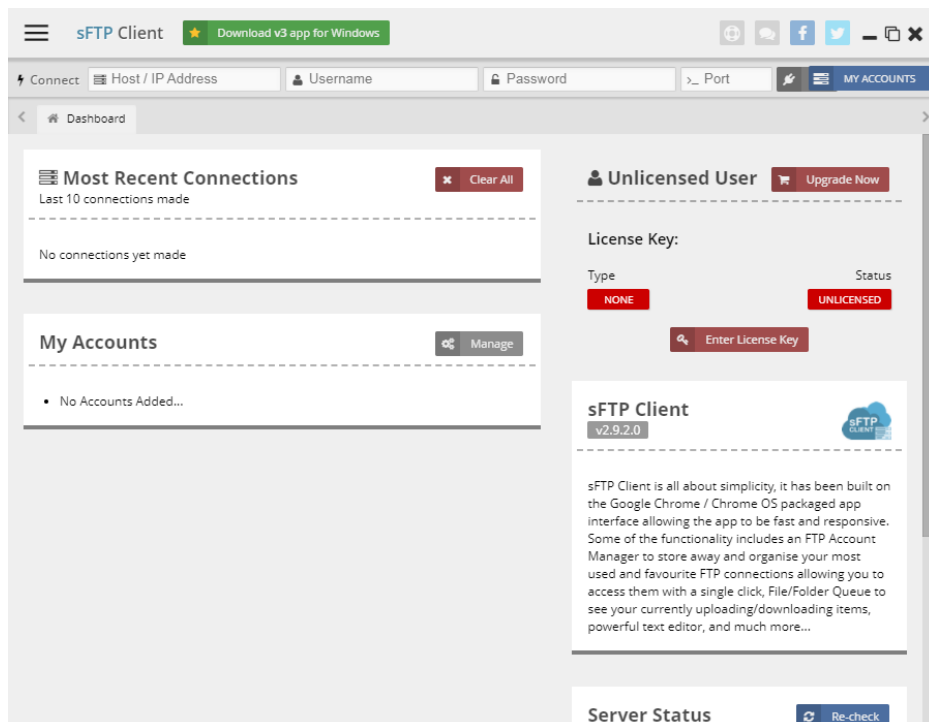 sFTP Client
Download v3 app for Windows
Connect
Host / IP Address
Username
Password
>_ Port
MY ACCOUNTS
Dashboard
Most Recent Connections
Clear All
Last 10 connections made
No connections yet made
My Accounts
Manage
No Accounts Added...
Unlicensed User
Upgrade Now
License Key:
Type
Status
NONE
UNLICENSED
Enter License Key
sFTP Client
v2.9.2.0
sFTP
CLIENT
sFTP Client is all about simplicity, it has been built on
the Google Chrome / Chrome OS packaged app
interface allowing the app to be fast and responsive.
Some of the functionality includes an FTP Account
Manager to store away and organise your most
used and favourite FTP connections allowing you to
access them with a single click, File/Folder Queue to
see your currently uploading/downloading items,
powerful text editor, and much more...
Server Status
Re-check